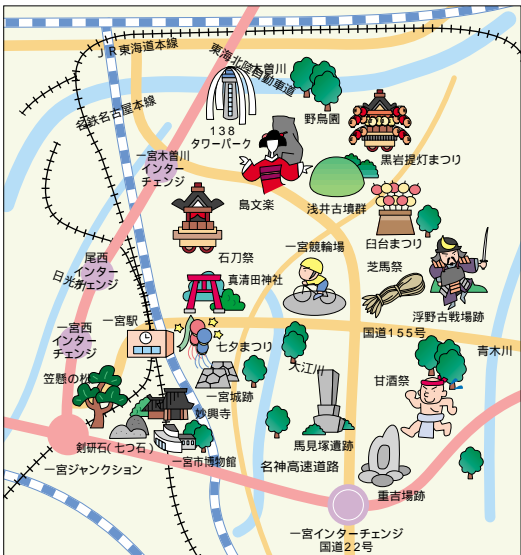 JR東海道本線
東海北陸自動車道
木曽川
名鉄名古屋本線
138
タワーパーク
野鳥園
黒岩提灯まつり
一宮木曽川
インター
チェンジ
島文楽
浅井古墳群
臼台まつり
石刀祭
一宮競輪場
芝馬祭
尾西
インター
チェンジ
日光川
真清田神社
浮野古戦場跡
一宮西
インター
チェンジ
一宮駅
七夕まつり
国道155号
大江川
青木川
笠懸の松
一宮城跡
甘酒祭
妙興寺
剣研石(七つ石)
一宮市博物館
馬見塚遺跡
一宮ジャンクション
名神高速道路
重吉場跡
一宮インターチェンジ
国道22号